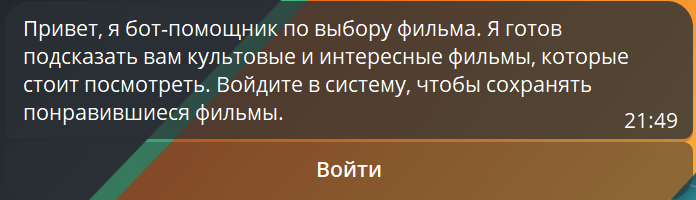 Привет, я бот-помощник по выбору фильма. Я готов
подсказать вам культовые и интересные фильмы, которые
стоит посмотреть. Войдите в систему, чтобы сохранять
понравившиеся фильмы.
21:49
Войти